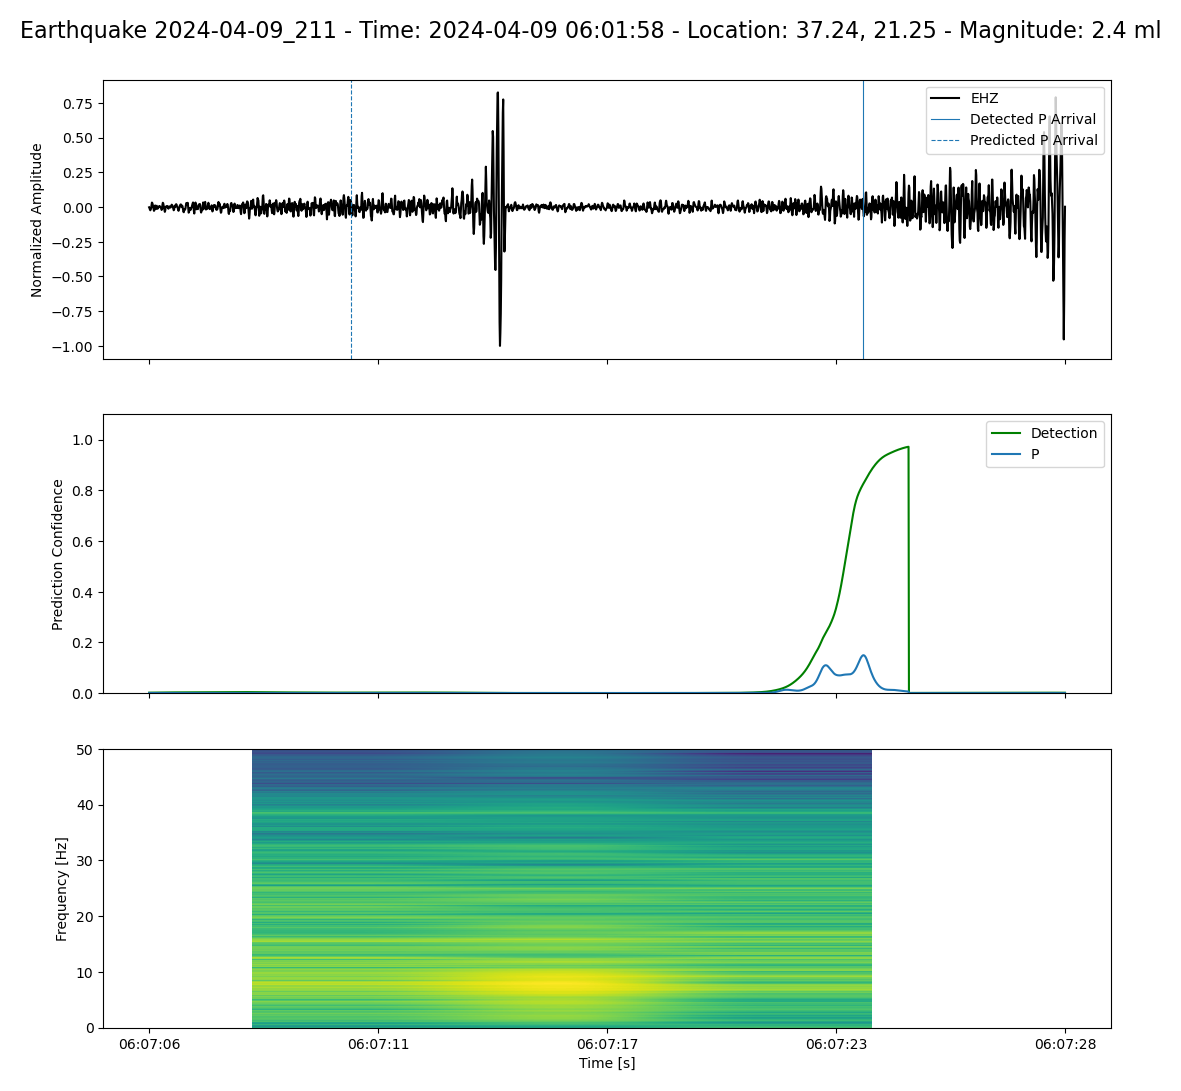 Earthquake 2024-04-09_211 - Time: 2024-04-09 06:01:58 - Location: 37.24, 21.25 - Magnitude: 2.4 ml
Normalized Amplitude
0.75
0.50
0.25
0.00
−0.25
−0.50
−0.75
−1.00
EHZ
Detected P Arrival
Predicted P Arrival
Prediction Confidence
1.0
0.8
0.6
0.4
0.2
0.0
Detection
P
Frequency [Hz]
50
40
30
20
10
0
06:07:06 06:07:11 06:07:17 06:07:23 06:07:28
Time [s]